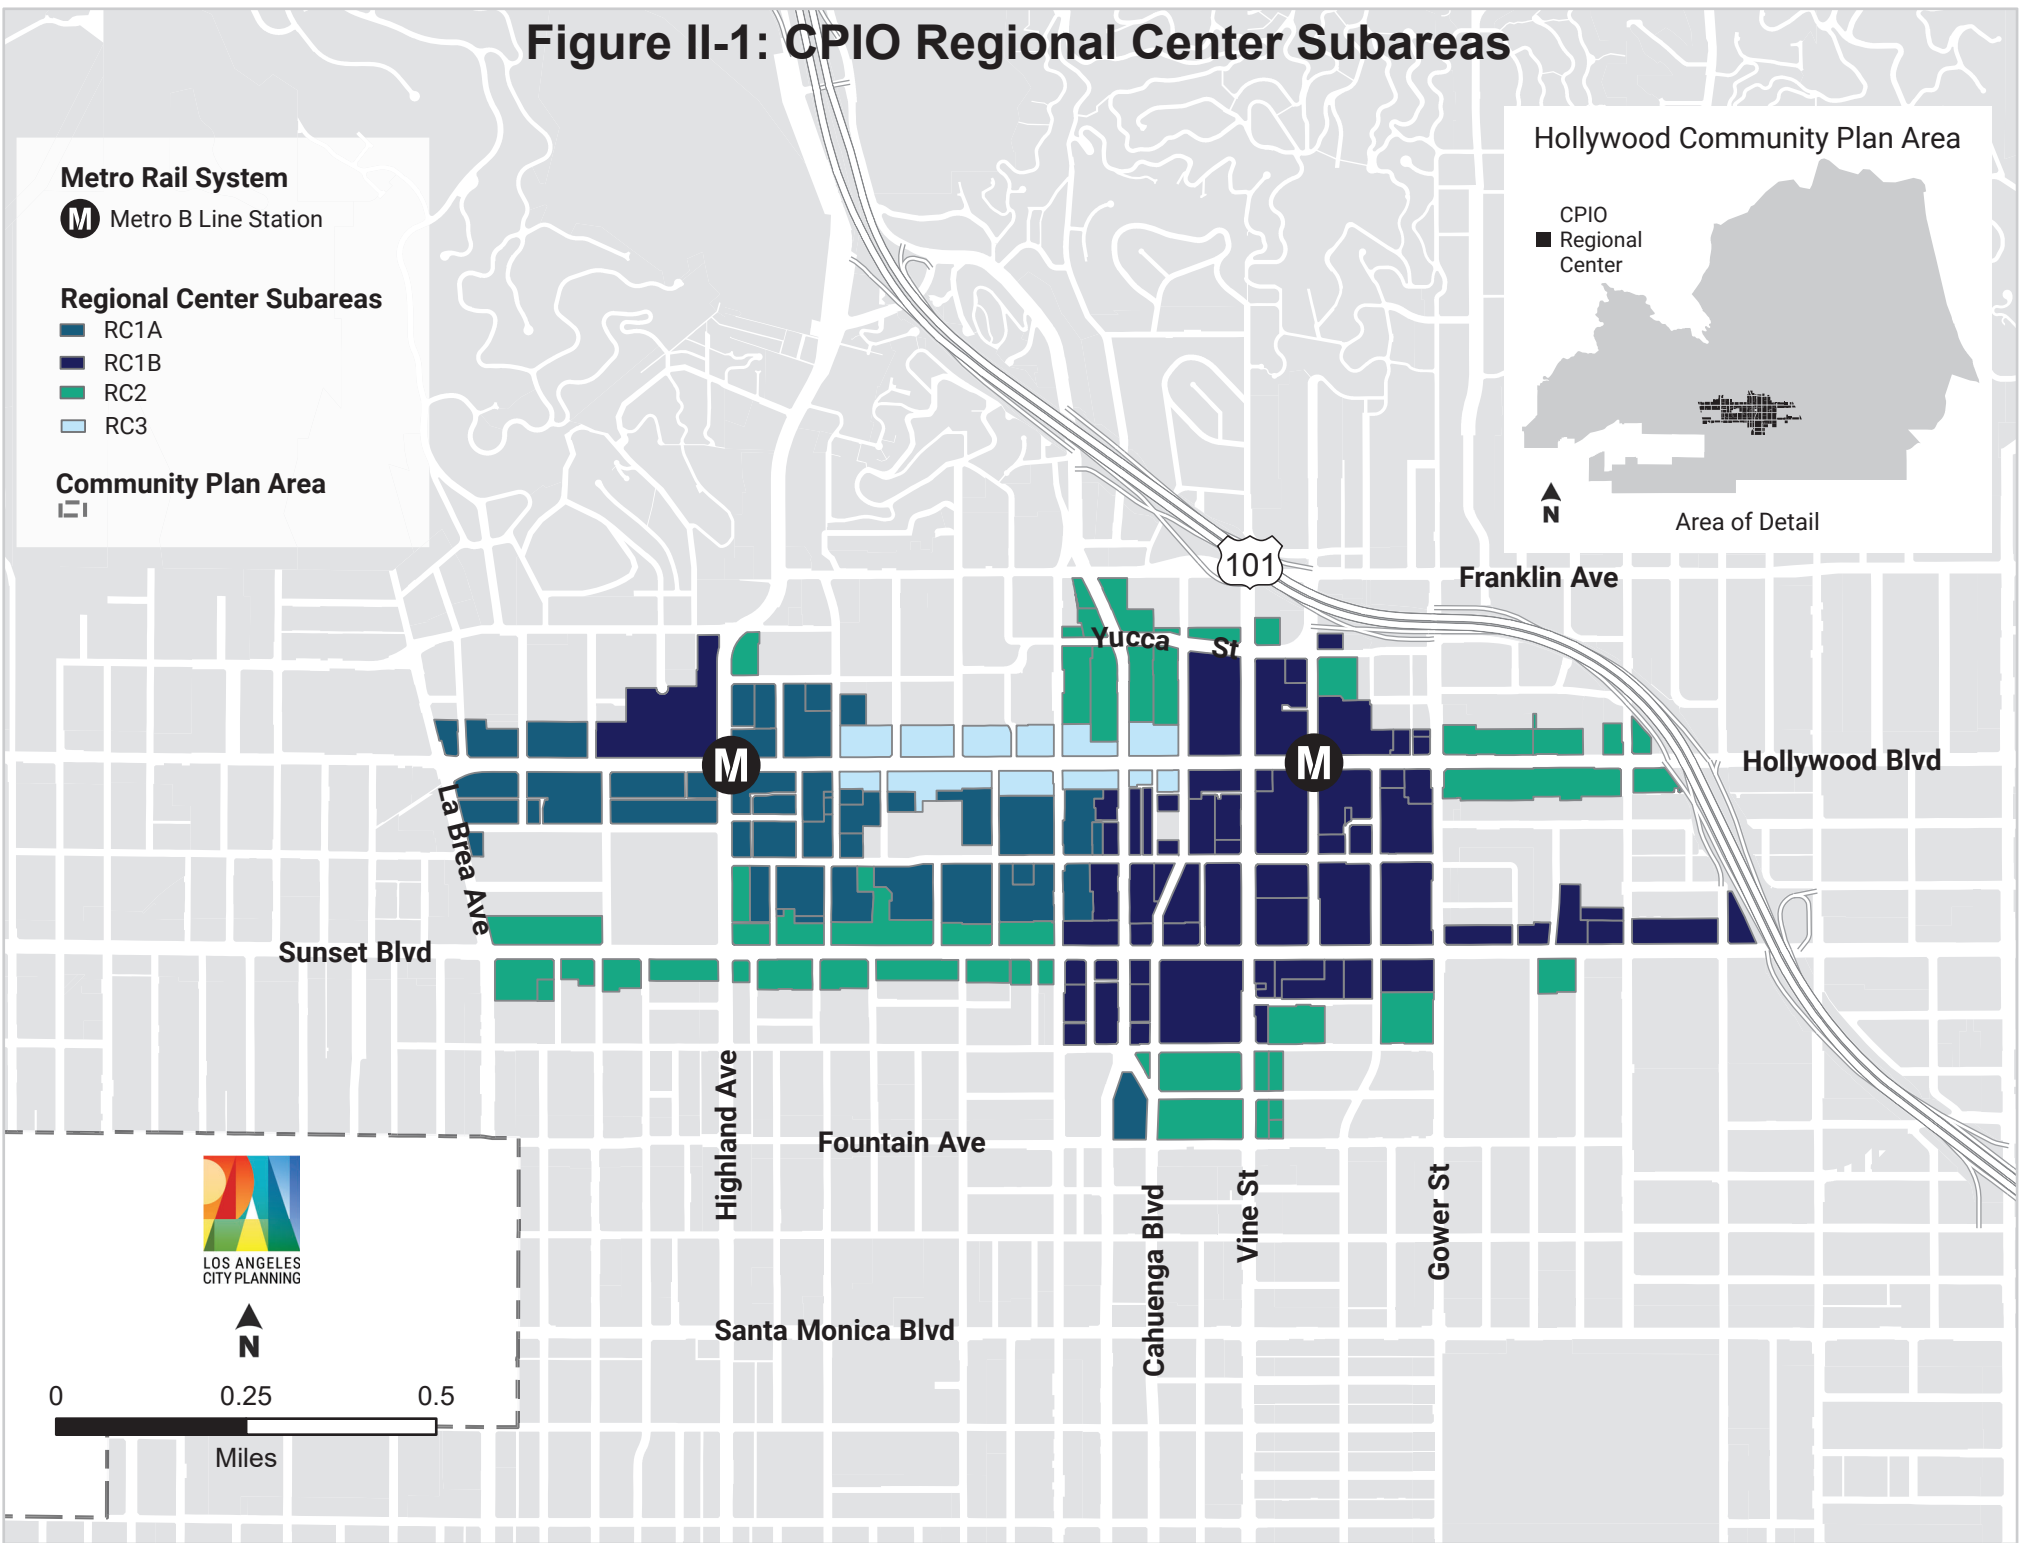 Figure II-1: CPIO Regional Center Subareas
Metro Rail System
M Metro B Line Station
Regional Center Subareas
RC1A
RC1B
RC2
RC3
Community Plan Area
Hollywood Community Plan Area
CPIO
Regional
Center
N
Area of Detail
101
Franklin Ave
Yucca St
M
M
Hollywood Blvd
La Brea Ave
Sunset Blvd
Highland Ave
Fountain Ave
Cahuenga Blvd
Vine St
Gower St
Santa Monica Blvd
LOS ANGELES
CITY PLANNING
N
0 0.25 0.5
Miles